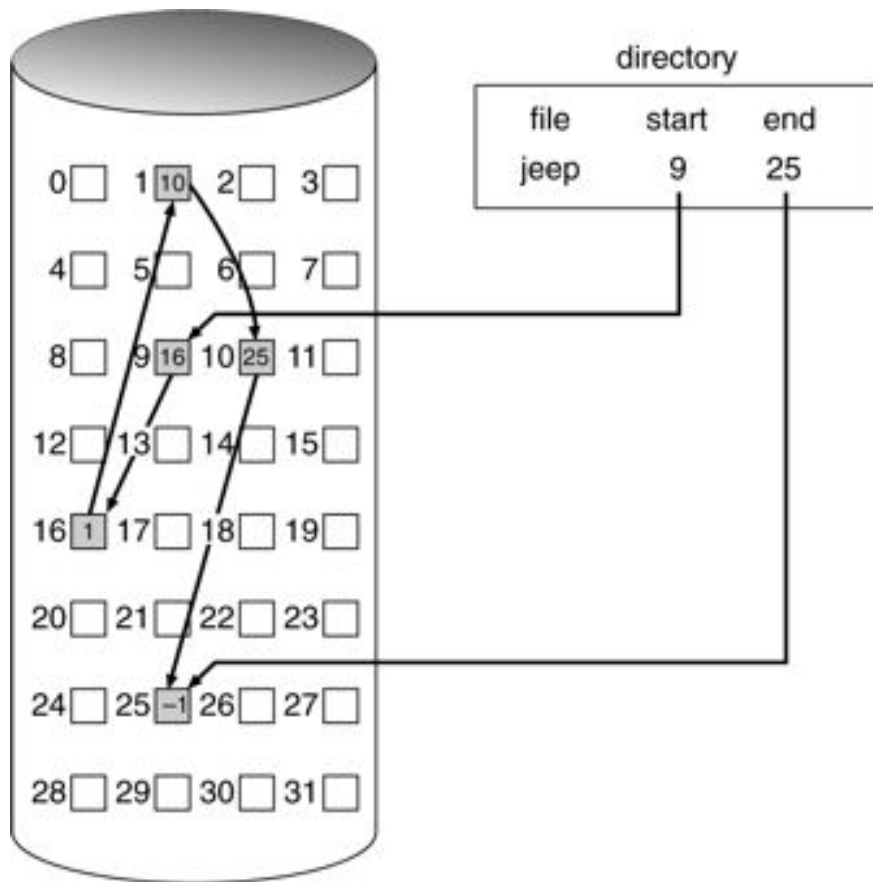 directory
file start end
jeep 9 25
0 1 10 2 3
4 5 6 7
8 9 16 10 25 11
12 13 14 15
16 1 17 18 19
20 21 22 23
24 25 –1 26 27
28 29 30 31